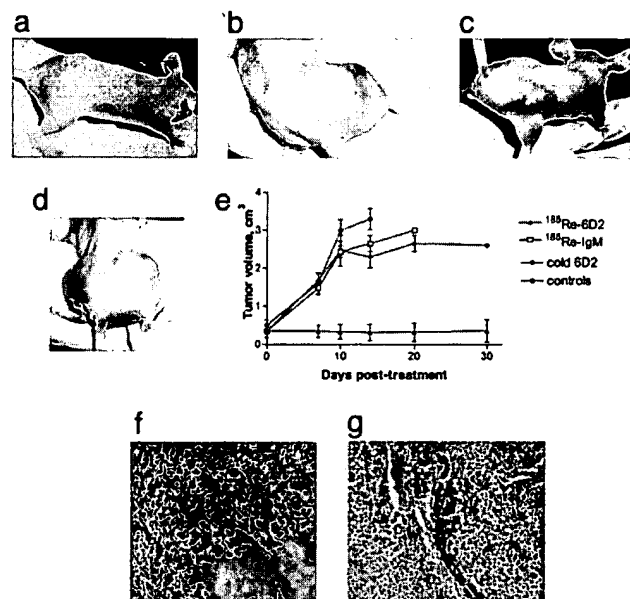 a
b
c
d
e
Tumor volume, cm³
4
3
2
1
0
0
10
20
30
Days post-treatment
¹⁸⁸Re-6D2
¹⁸⁸Re-IgM
cold 6D2
controls
f
g